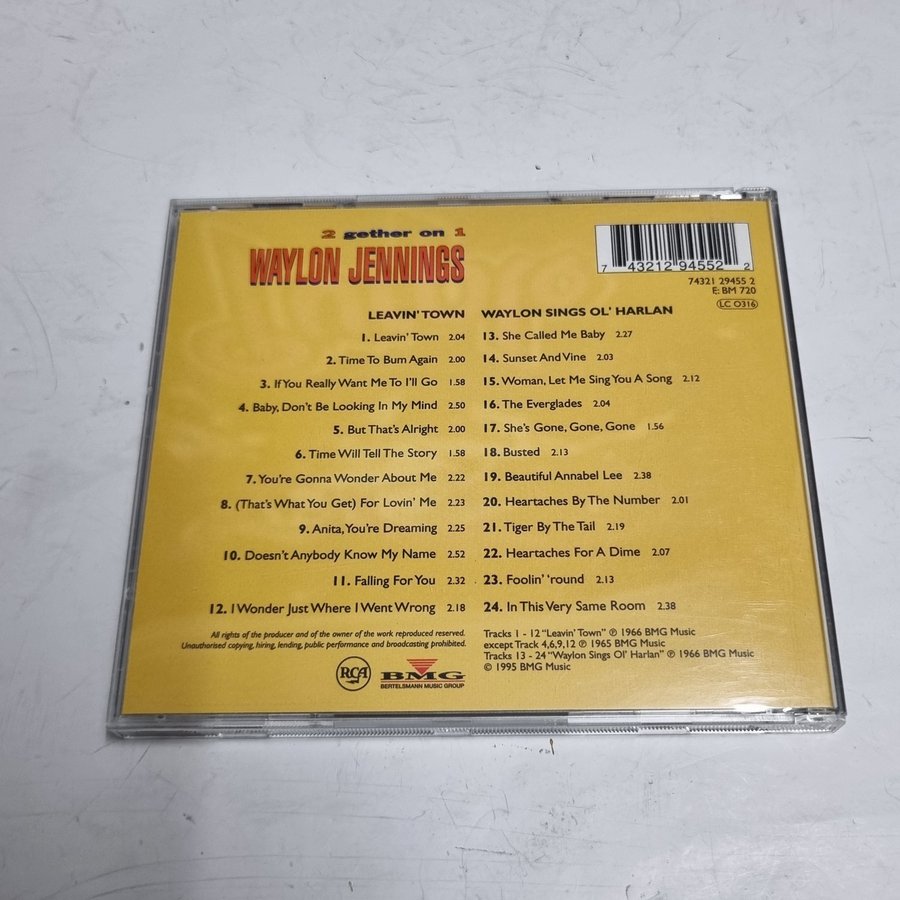 2 gether on 1
WAYLON JENNINGS
7 43212 94552 2
74321 29455 2
E: BM 720
LC 0316
LEAVIN' TOWN
1. Leavin' Town 2.04
2. Time To Bum Again 2.00
3. If You Really Want Me To I'll Go 1.58
4. Baby, Don't Be Looking In My Mind 2.50
5. But That's Alright 2.00
6. Time Will Tell The Story 1.58
7. You're Gonna Wonder About Me 2.22
8. (That's What You Get) For Lovin' Me 2.23
9. Anita, You're Dreaming 2.25
10. Doesn't Anybody Know My Name 2.52
11. Falling For You 2.32
12. I Wonder Just Where I Went Wrong 2.18
WAYLON SINGS OL' HARLAN
13. She Called Me Baby 2.27
14. Sunset And Vine 2.03
15. Woman, Let Me Sing You A Song 2.12
16. The Everglades 2.04
17. She's Gone, Gone, Gone 1.56
18. Busted 2.13
19. Beautiful Annabel Lee 2.38
20. Heartaches By The Number 2.01
21. Tiger By The Tail 2.19
22. Heartaches For A Dime 2.07
23. Foolin' 'round 2.13
24. In This Very Same Room 2.38
All rights of the producer and of the owner of the work reproduced reserved.
Unauthorised copying, hiring, lending, public performance and broadcasting prohibited.
RCA
BMG
BERTELSMANN MUSIC GROUP
Tracks 1 - 12 "Leavin' Town" ℗ 1966 BMG Music
except Track 4,6,9,12 ℗ 1965 BMG Music
Tracks 13 - 24 "Waylon Sings Ol' Harlan" ℗ 1966 BMG Music
© 1995 BMG Music